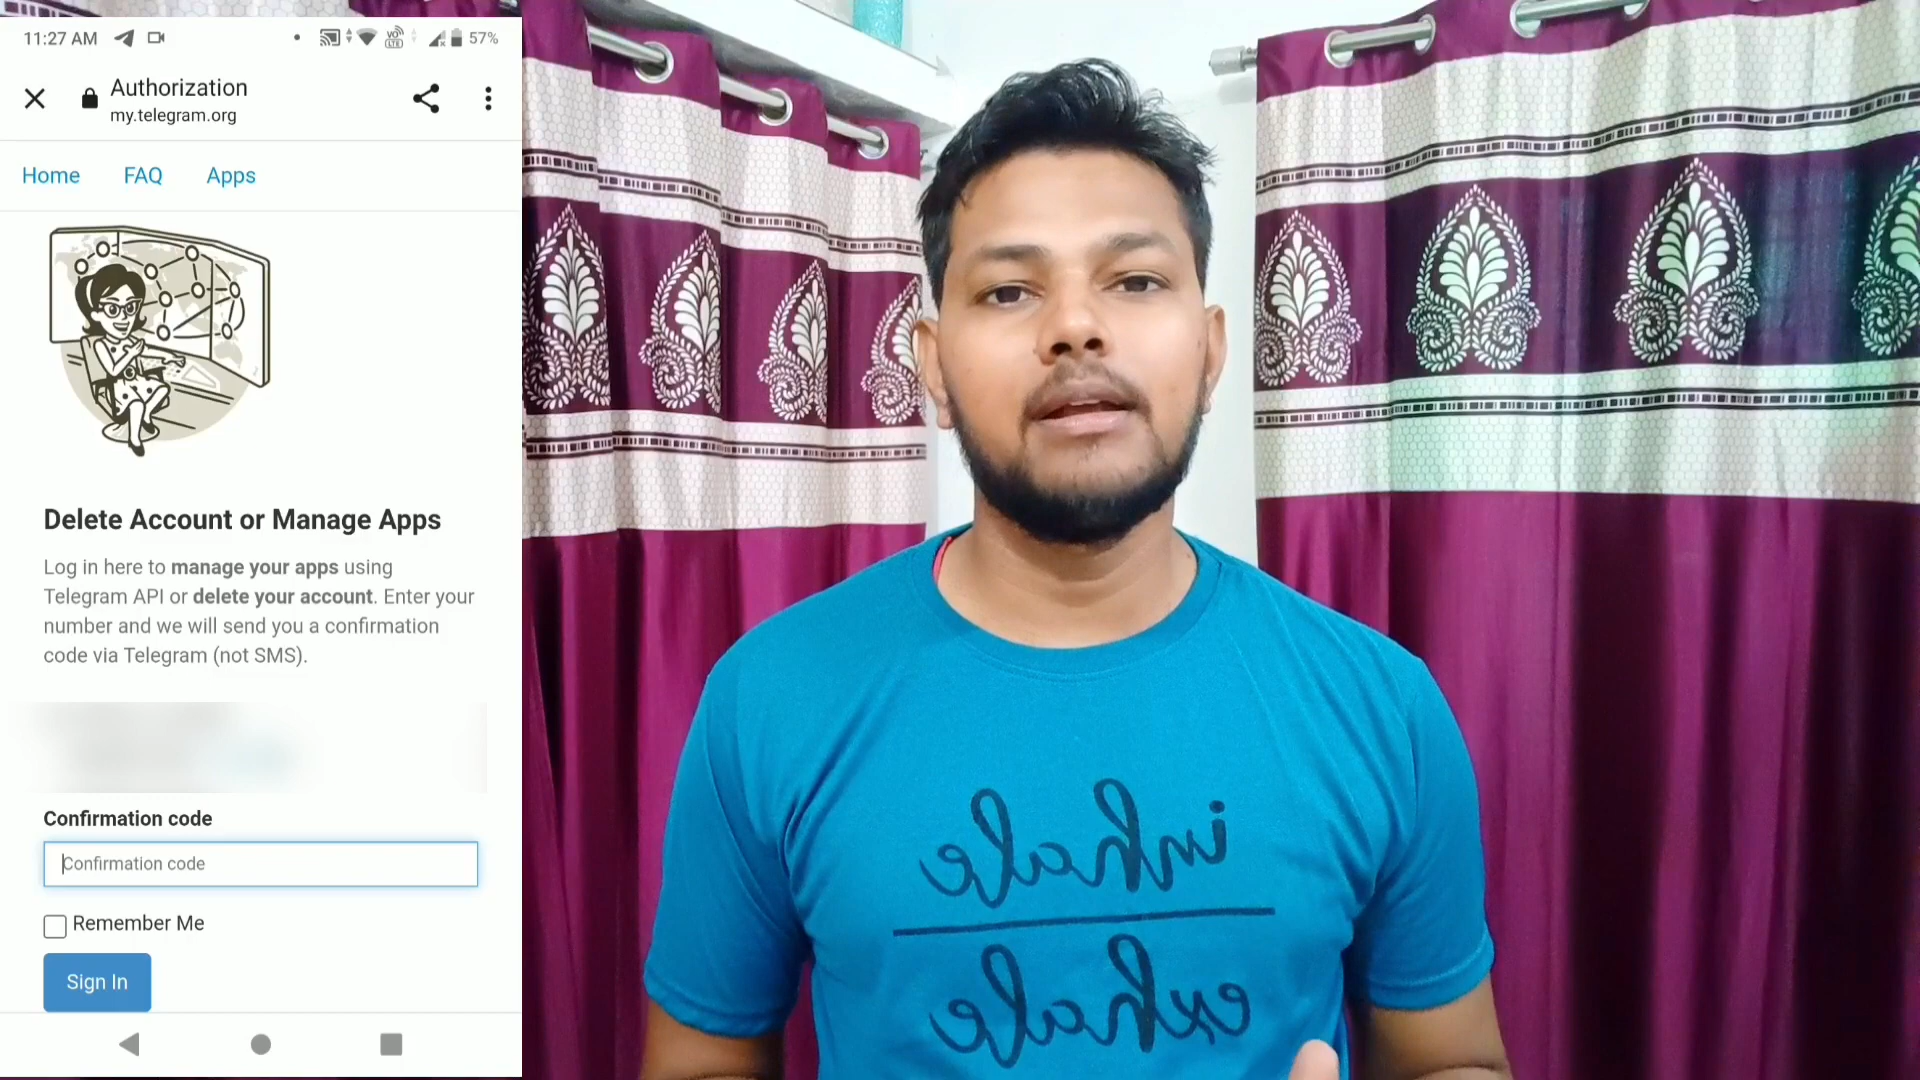 11:27 AM
57%
Authorization
my.telegram.org
Home FAQ Apps
Delete Account or Manage Apps
Log in here to manage your apps using
Telegram API or delete your account. Enter your
number and we will send you a confirmation
code via Telegram (not SMS).
Confirmation code
Confirmation code
Remember Me
Sign In
inhale
exhale